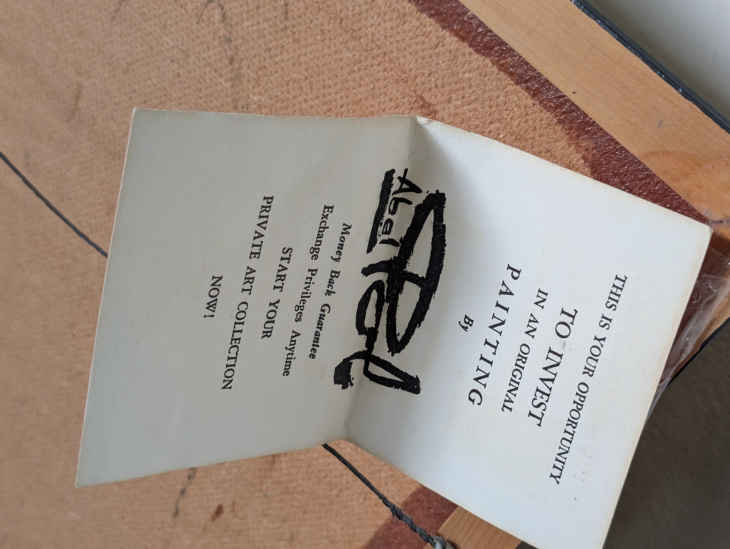 THIS IS YOUR OPPORTUNITY
TO INVEST
IN AN ORIGINAL
PAINTING
By
Abel
Money Back Guarantee
Exchange Privileges Anytime
START YOUR
PRIVATE ART COLLECTION
NOW!